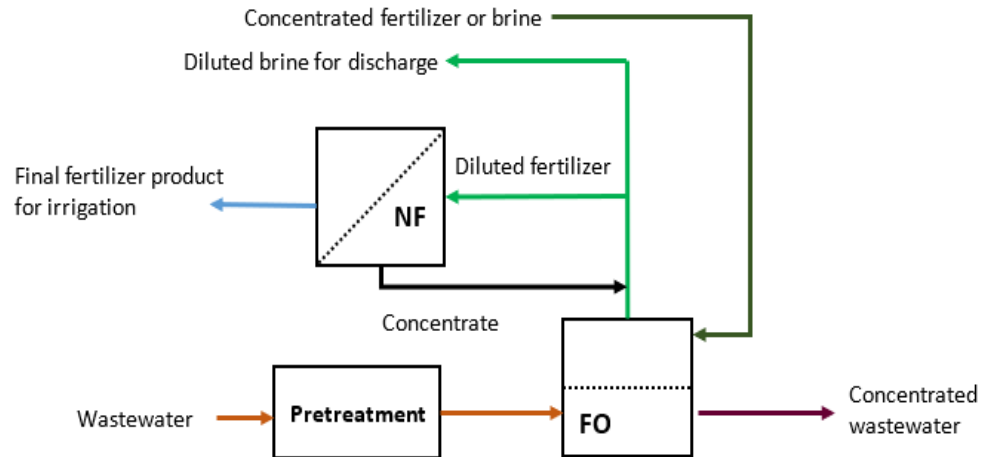 Concentrated fertilizer or brine
Diluted brine for discharge
Diluted fertilizer
Final fertilizer product
for irrigation
NF
Concentrate
Wastewater
Pretreatment
FO
Concentrated
wastewater